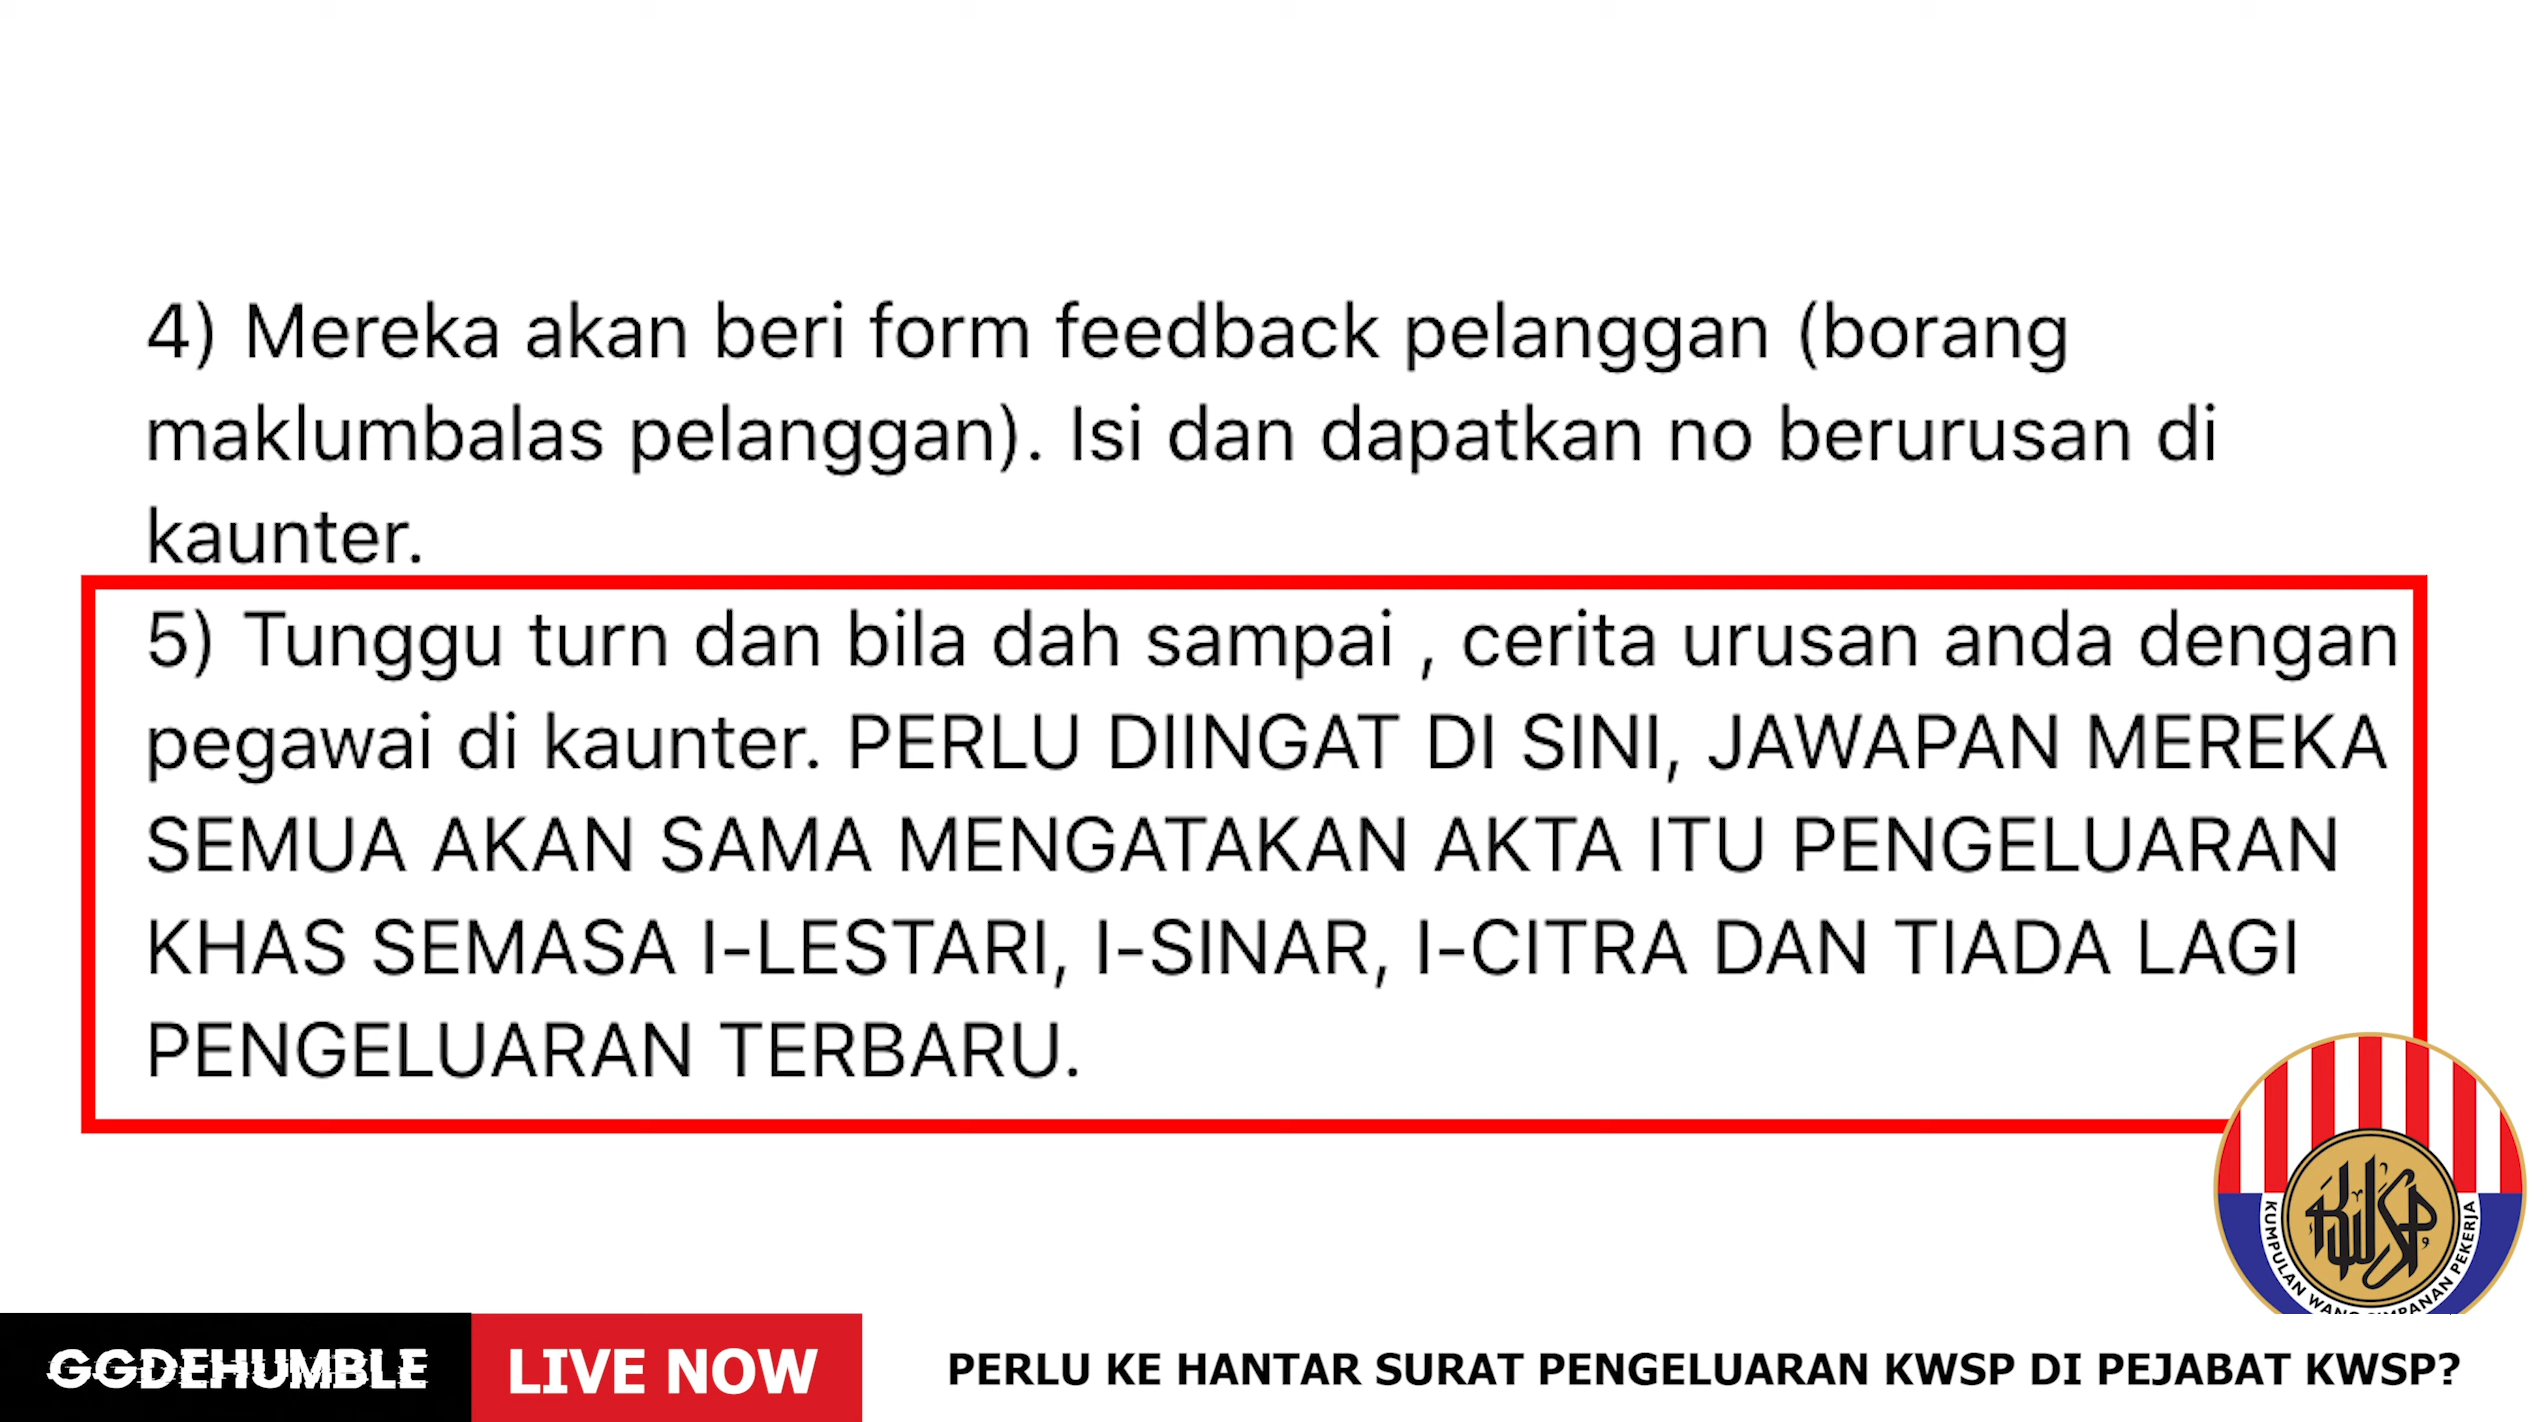 4) Mereka akan beri form feedback pelanggan (borang
maklumbalas pelanggan). Isi dan dapatkan no berurusan di
kaunter.
5) Tunggu turn dan bila dah sampai , cerita urusan anda dengan
pegawai di kaunter. PERLU DIINGAT DI SINI, JAWAPAN MEREKA
SEMUA AKAN SAMA MENGATAKAN AKTA ITU PENGELUARAN
KHAS SEMASA I-LESTARI, I-SINAR, I-CITRA DAN TIADA LAGI
PENGELUARAN TERBARU.
KWSP
KUMPULAN WANG SIMPANAN PEKERJA
GGDEHUMBLE
LIVE NOW
PERLU KE HANTAR SURAT PENGELUARAN KWSP DI PEJABAT KWSP?